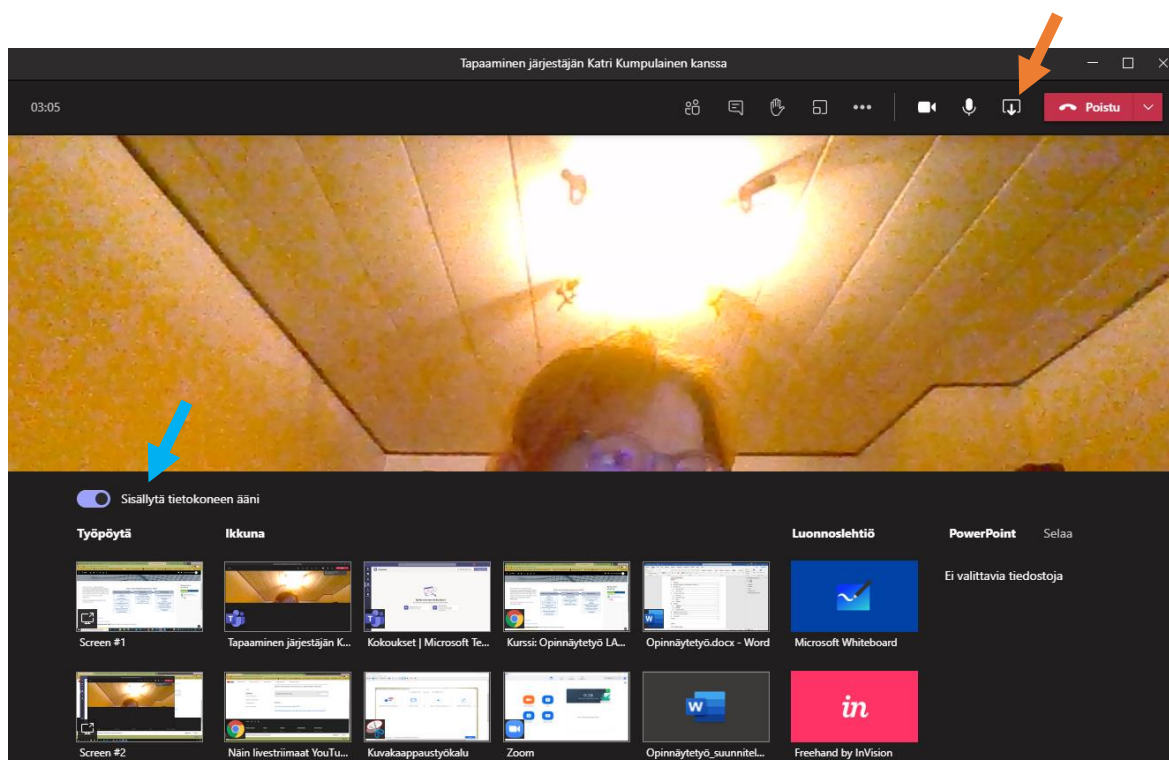 Tapaaminen järjestäjän Katri Kumpulainen kanssa
03:05
Poistu
Sisällytä tietokoneen ääni
Työpöytä
Ikkuna
Luonnoslehtiö
PowerPoint
Selaa
Ei valittavia tiedostoja
Screen #1
Tapaaminen järjestäjän K...
Kokoukset | Microsoft Te...
Kurssi: Opinnäytetyö LA...
Opinnäytetyö.docx - Word
Microsoft Whiteboard
in
Screen #2
Näin livestriimaat YouTu...
Kuvakaappaustyökalu
Zoom
Opinnäytetyö_suunnitel...
Freehand by InVision